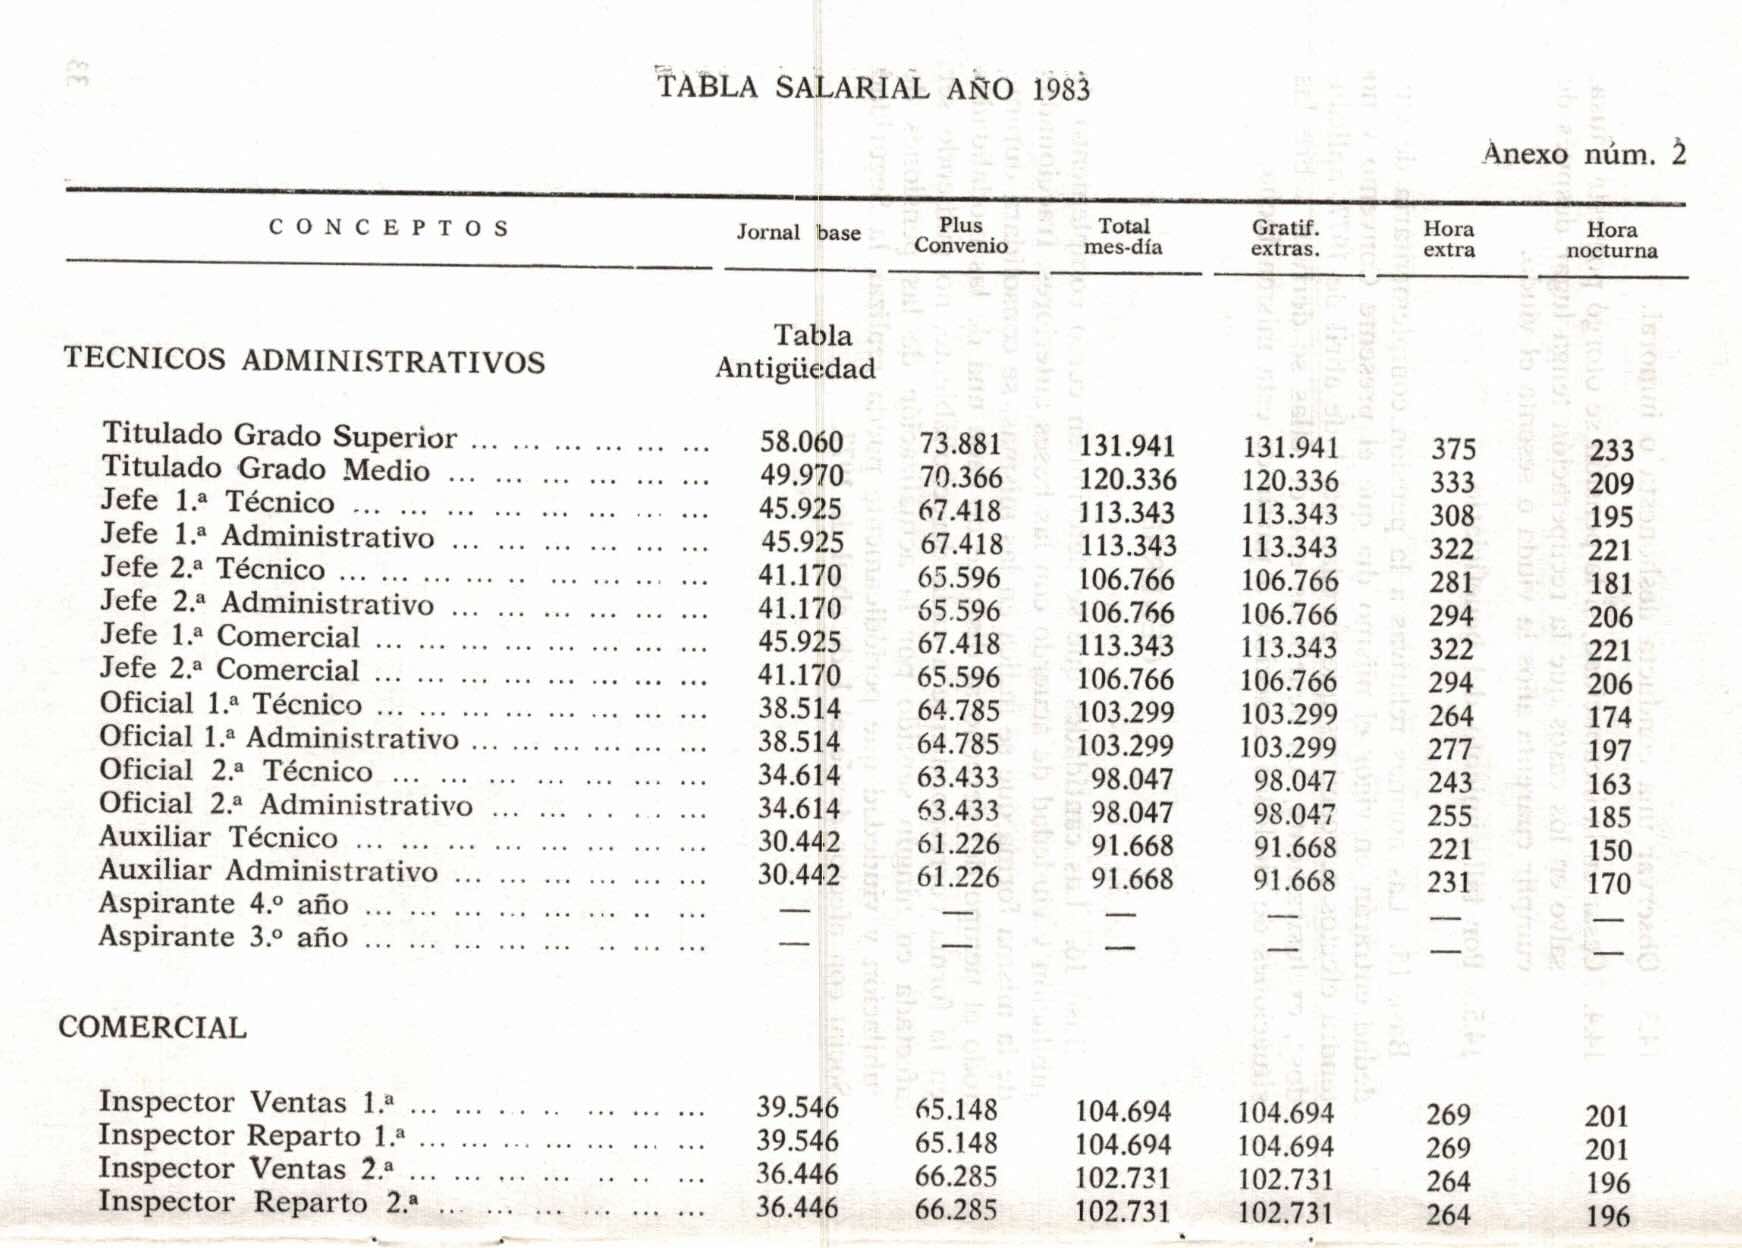 TABLA SALARIAL AÑO 1983
Anexo núm. 2
CONCEPTOS Jornal base Plus Convenio Total mes-día Gratif. extras. Hora extra Hora nocturna
TECNICOS ADMINISTRATIVOS Tabla Antigüedad
Titulado Grado Superior ... ... ... ... ... ... 58.060 73.881 131.941 131.941 375 233
Titulado Grado Medio ... ... ... ... ... ... 49.970 70.366 120.336 120.336 333 209
Jefe 1.ª Técnico ... ... ... ... ... ... ... ... 45.925 67.418 113.343 113.343 308 195
Jefe 1.ª Administrativo ... ... ... ... ... ... 45.925 67.418 113.343 113.343 322 221
Jefe 2.ª Técnico ... ... ... ... .. ... ... ... ... 41.170 65.596 106.766 106.766 281 181
Jefe 2.ª Administrativo ... ... ... ... ... ... 41.170 65.596 106.766 106.766 294 206
Jefe 1.ª Comercial ... ... ... ... ... ... ... ... 45.925 67.418 113.343 113.343 322 221
Jefe 2.ª Comercial ... ... ... ... ... ... ... ... 41.170 65.596 106.766 106.766 294 206
Oficial 1.ª Técnico ... ... ... ... ... ... ... ... 38.514 64.785 103.299 103.299 264 174
Oficial 1.ª Administrativo ... ... ... ... ... ... 38.514 64.785 103.299 103.299 277 197
Oficial 2.ª Técnico ... ... ... ... ... ... ... 34.614 63.433 98.047 98.047 243 163
Oficial 2.ª Administrativo ... ... .. . . ... ... 34.614 63.433 98.047 98.047 255 185
Auxiliar Técnico ... ... ... ... ... ... ... ... 30.442 61.226 91.668 91.668 221 150
Auxiliar Administrativo ... ... ... ... ... ... 30.442 61.226 91.668 91.668 231 170
Aspirante 4.º año ... ... ... ... ... .. .. ... — — — — — —
Aspirante 3.º año ... ... ... ... ... .. ... ... — — — — — —
COMERCIAL
Inspector Ventas 1.ª ... ... .. . .. ... ... ... 39.546 65.148 104.694 104.694 269 201
Inspector Reparto 1.ª ... ... ... ... ... ... ... 39.546 65.148 104.694 104.694 269 201
Inspector Ventas 2.ª ... ... ... ... .. .. ... 36.446 66.285 102.731 102.731 264 196
Inspector Reparto 2.ª ... ... ... .. ... ... 36.446 66.285 102.731 102.731 264 196